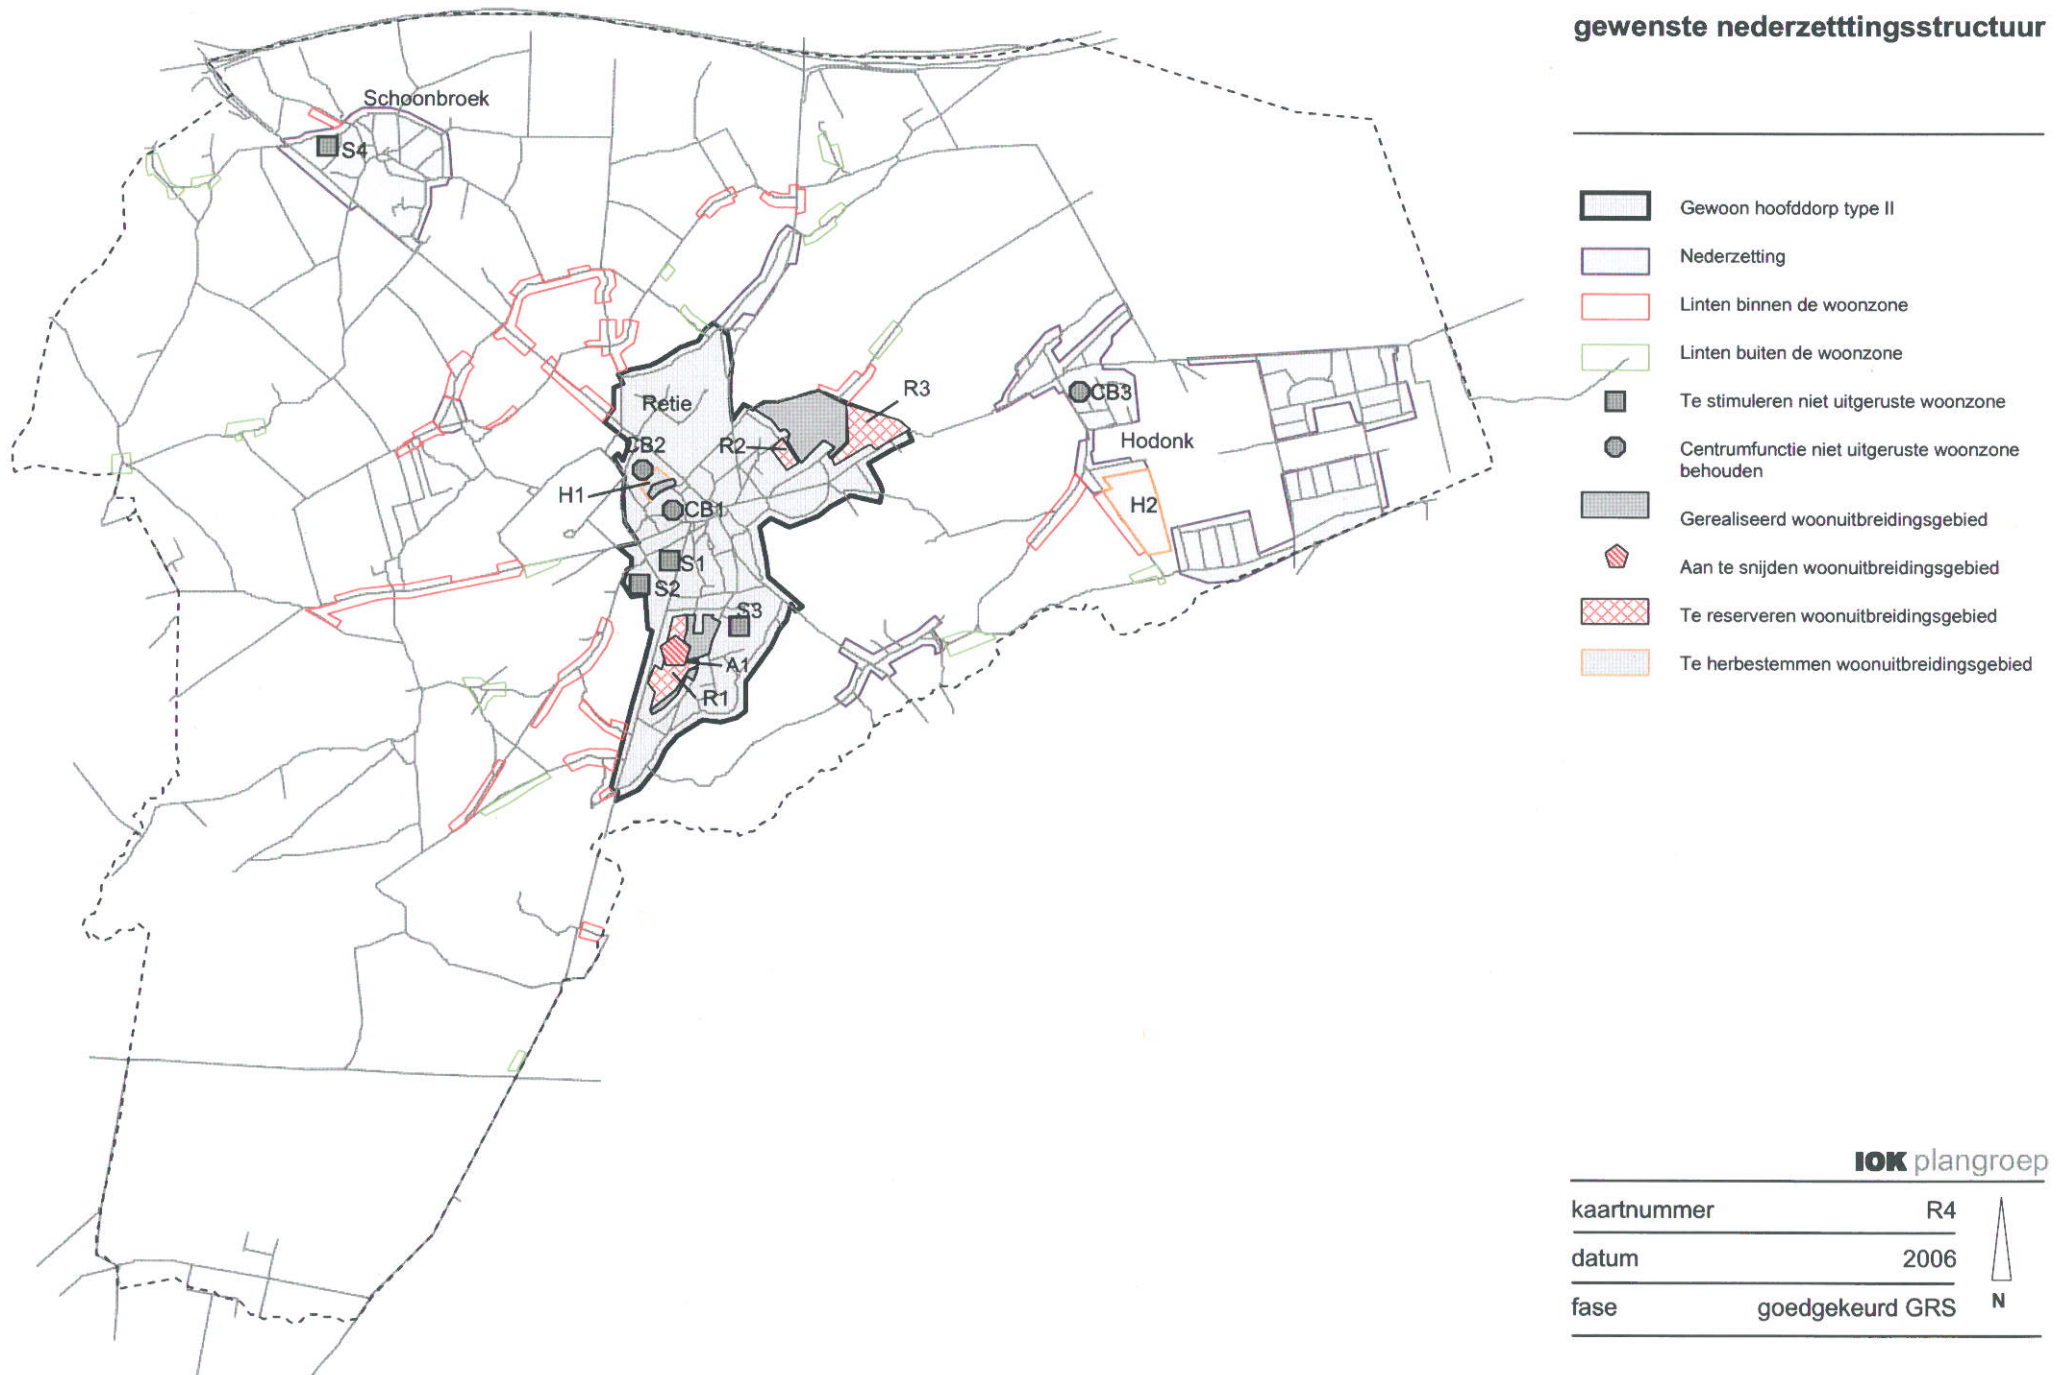 gewenste nederzetttingsstructuur
Schoonbroek
S4
Gewoon hoofddorp type II
Nederzetting
Linten binnen de woonzone
Linten buiten de woonzone
Te stimuleren niet uitgeruste woonzone
Centrumfunctie niet uitgeruste woonzone
behouden
Gerealiseerd woonuitbreidingsgebied
Aan te snijden woonuitbreidingsgebied
Te reserveren woonuitbreidingsgebied
Te herbestemmen woonuitbreidingsgebied
R3
CB3
Retie
Hodonk
CB2
R2
H1
H2
CB1
S1
S2
S3
A1
R1
IOK plangroep
kaartnummer R4
datum 2006
fase goedgekeurd GRS
N